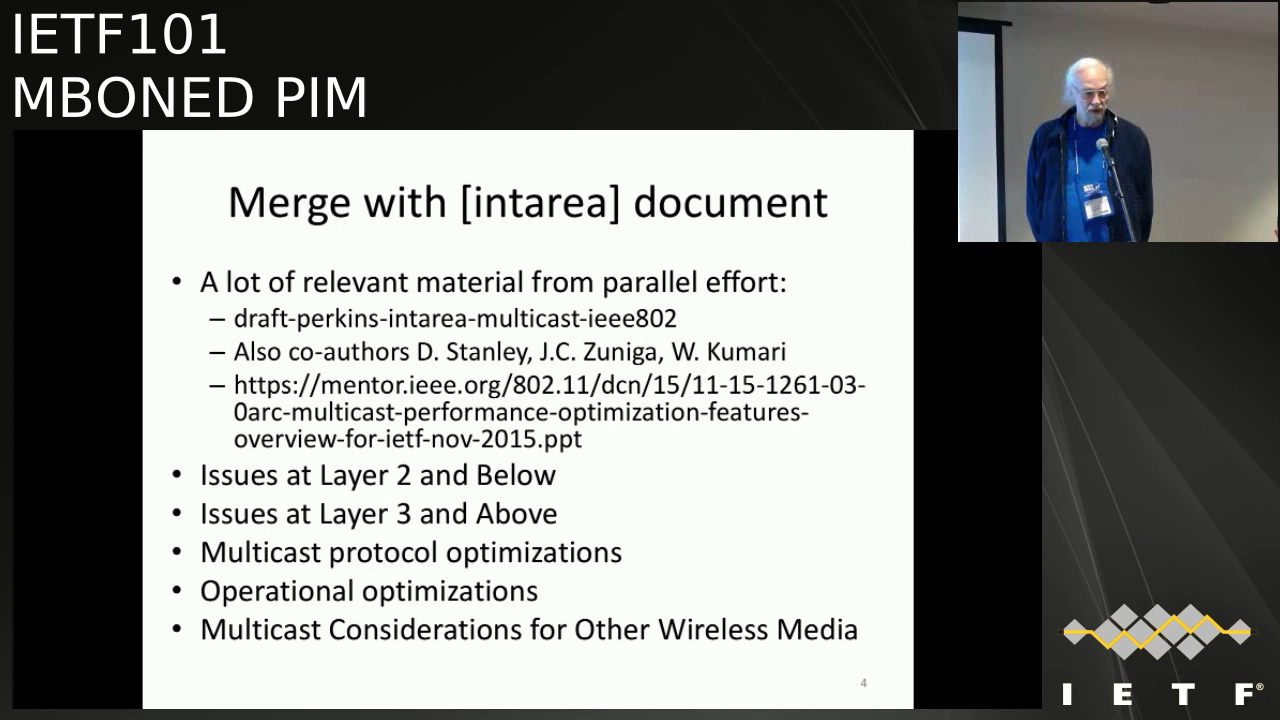 IETF101
MBONED PIM
Merge with [intarea] document
• A lot of relevant material from parallel effort:
– draft-perkins-intarea-multicast-ieee802
– Also co-authors D. Stanley, J.C. Zuniga, W. Kumari
– https://mentor.ieee.org/802.11/dcn/15/11-15-1261-03-
0arc-multicast-performance-optimization-features-
overview-for-ietf-nov-2015.ppt
• Issues at Layer 2 and Below
• Issues at Layer 3 and Above
• Multicast protocol optimizations
• Operational optimizations
• Multicast Considerations for Other Wireless Media
4
I E T F®